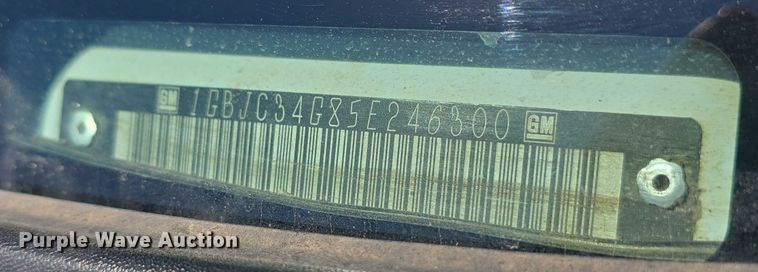 GM 1GBJC34G85E246300 GM
Purple Wave Auction